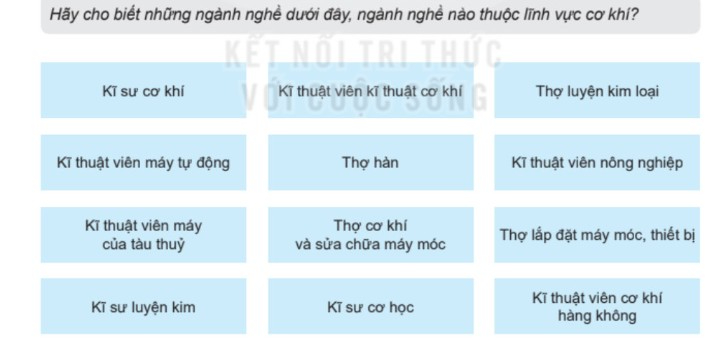 Hãy cho biết những ngành nghề dưới đây, ngành nghề nào thuộc lĩnh vực cơ khí?
KẾT NỐI TRI THỨC
VỚI CUỘC SỐNG
Kĩ sư cơ khí
Kĩ thuật viên kĩ thuật cơ khí
Thợ luyện kim loại
Kĩ thuật viên máy tự động
Thợ hàn
Kĩ thuật viên nông nghiệp
Kĩ thuật viên máy
của tàu thuỷ
Thợ cơ khí
và sửa chữa máy móc
Thợ lắp đặt máy móc, thiết bị
Kĩ sư luyện kim
Kĩ sư cơ học
Kĩ thuật viên cơ khí
hàng không